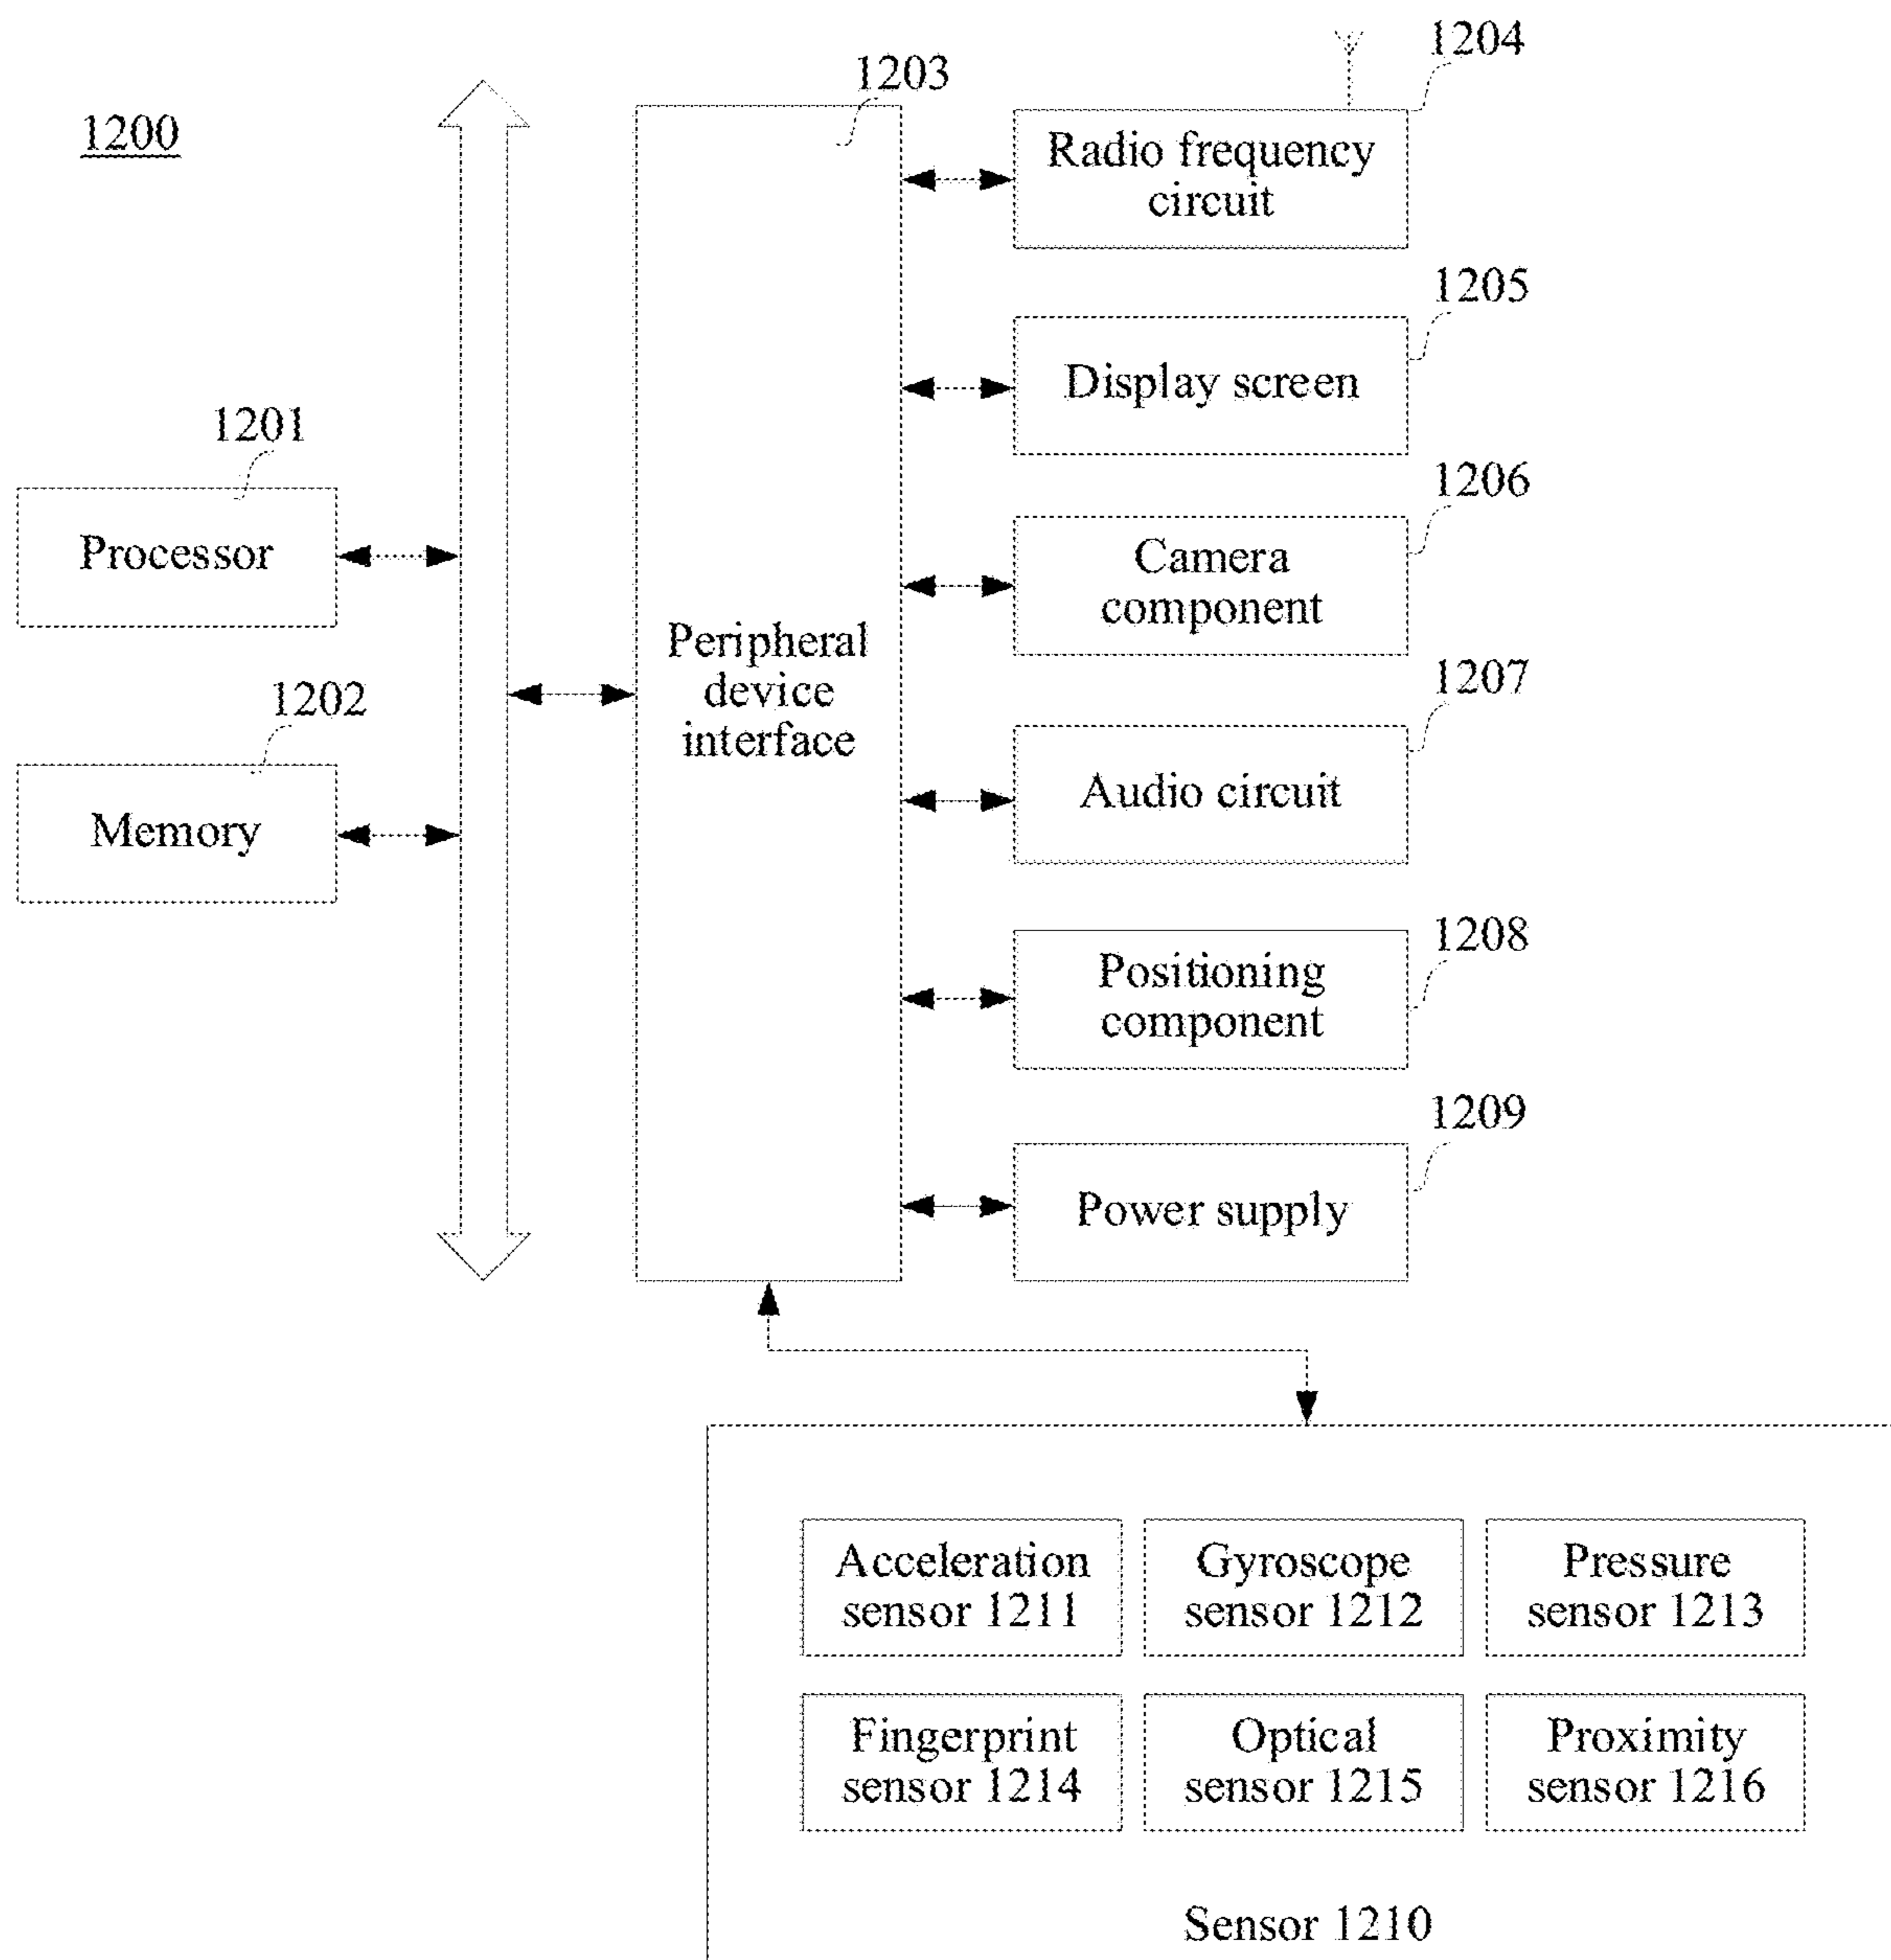 1200
1203
1204
Radio frequency
circuit
1205
Display screen
1201
Processor
1206
Camera
component
Peripheral
device
interface
1202
Memory
1207
Audio circuit
1208
Positioning
component
1209
Power supply
Acceleration
sensor 1211
Gyroscope
sensor 1212
Pressure
sensor 1213
Fingerprint
sensor 1214
Optical
sensor 1215
Proximity
sensor 1216
Sensor 1210